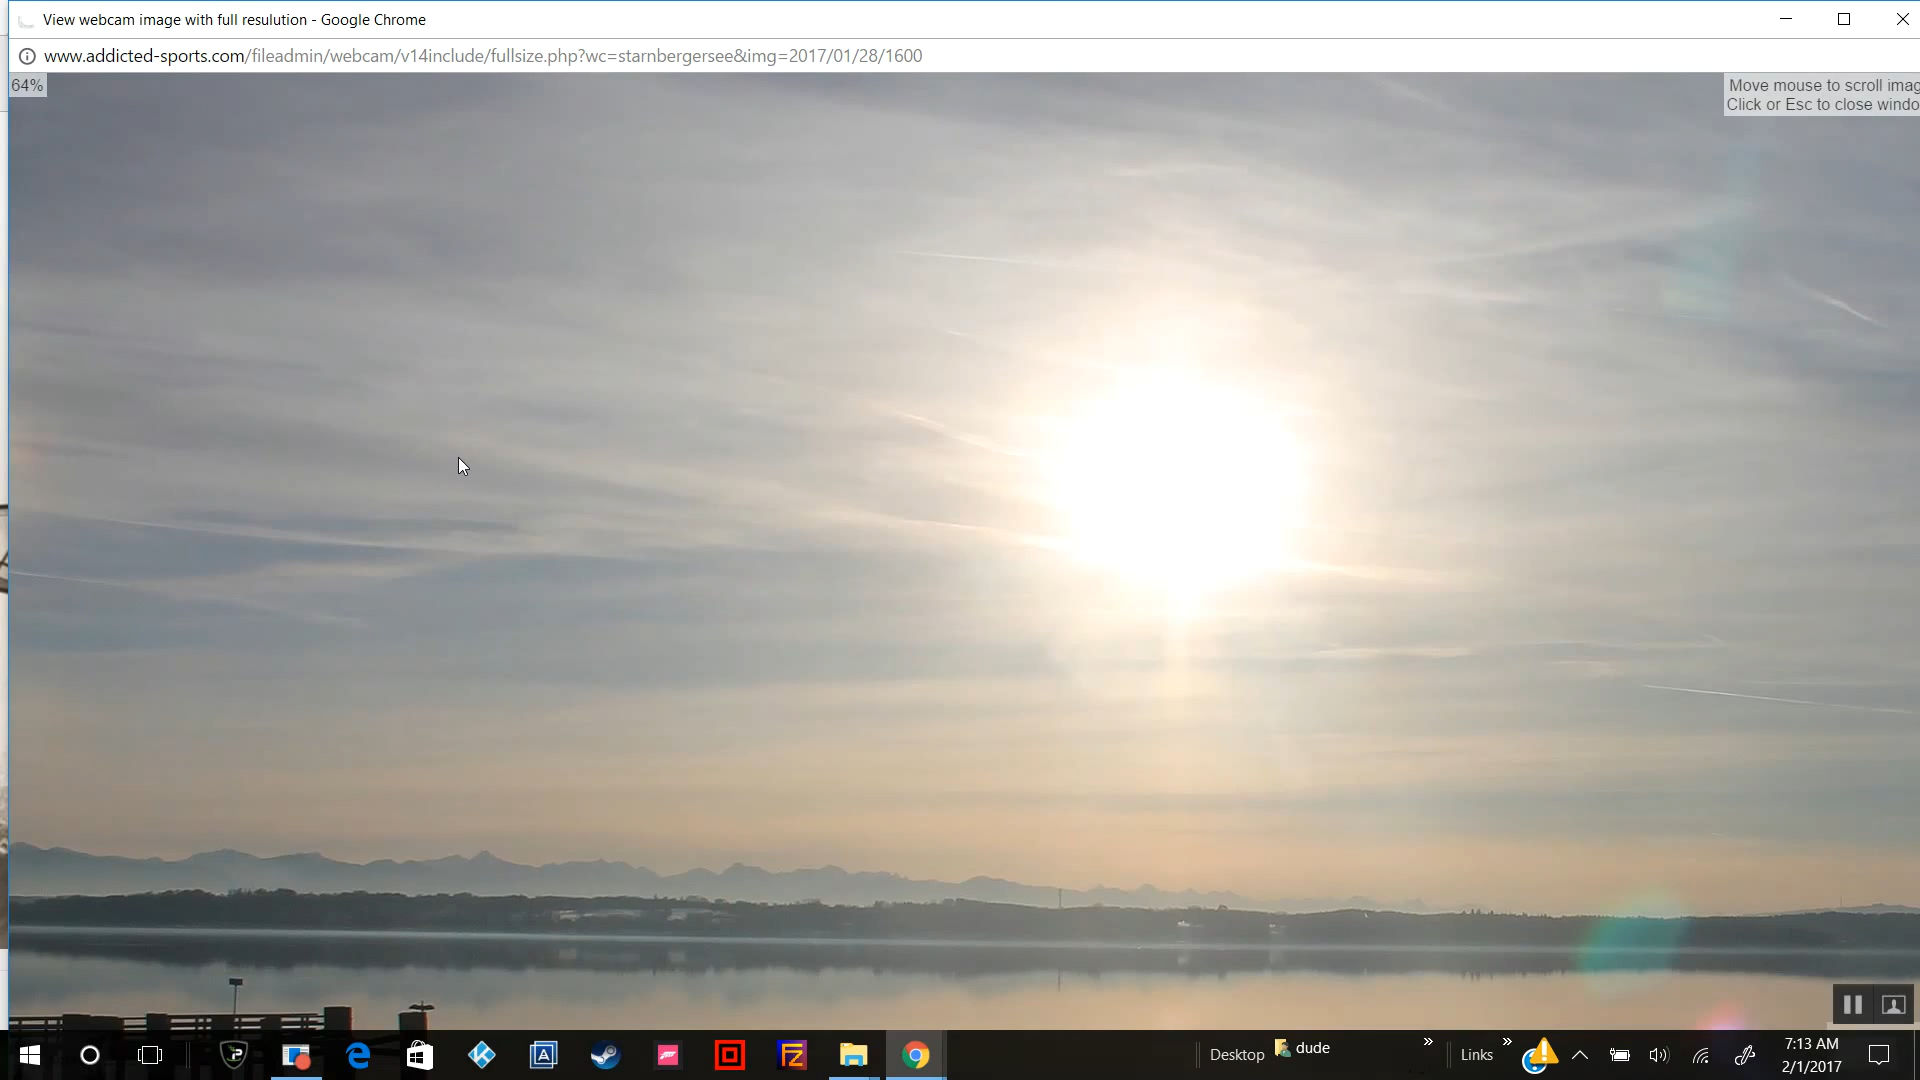 View webcam image with full resulution - Google Chrome
www.addicted-sports.com/fileadmin/webcam/v14include/fullsize.php?wc=starnbergersee&img=2017/01/28/1600
64%
Move mouse to scroll imag
Click or Esc to close windo
Desktop
dude
Links
7:13 AM
2/1/2017